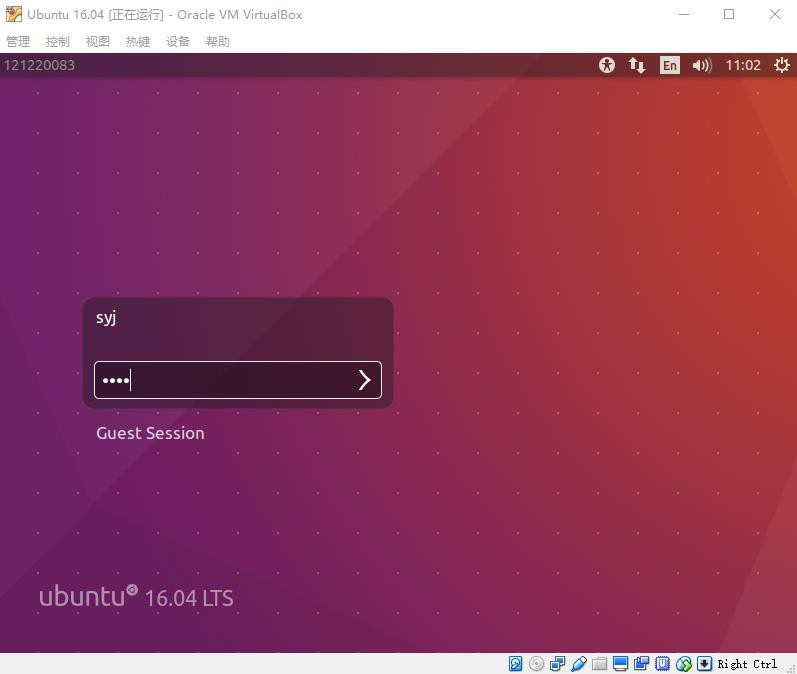 Ubuntu 16.04 [正在运行] - Oracle VM VirtualBox
管理 控制 视图 热键 设备 帮助
121220083 En 11:02
syj
Guest Session
ubuntu 16.04 LTS
Right Ctrl